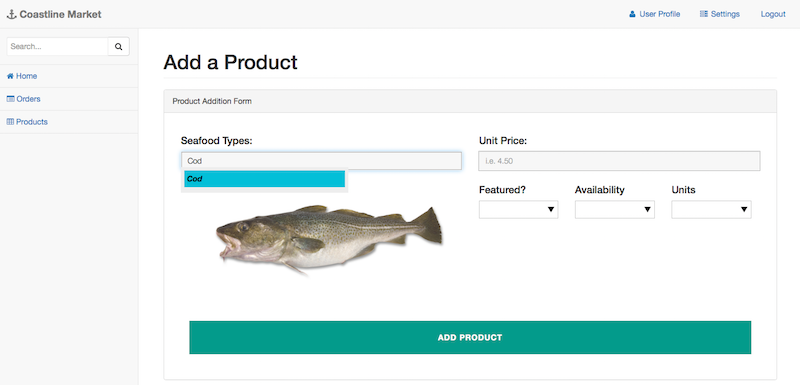 Coastline Market
User Profile
Settings
Logout
Search...
Home
Orders
Products
Add a Product
Product Addition Form
Seafood Types:
Unit Price:
Cod
i.e. 4.50
Cod
Featured?
Availability
Units
ADD PRODUCT